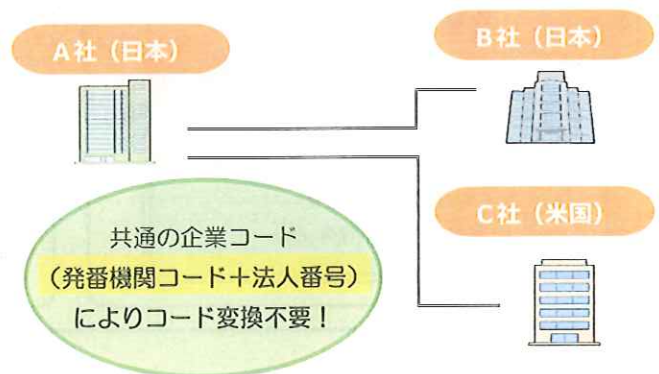 A社（日本）
B社（日本）
C社（米国）
共通の企業コード
（発番機関コード＋法人番号）
によりコード変換不要！